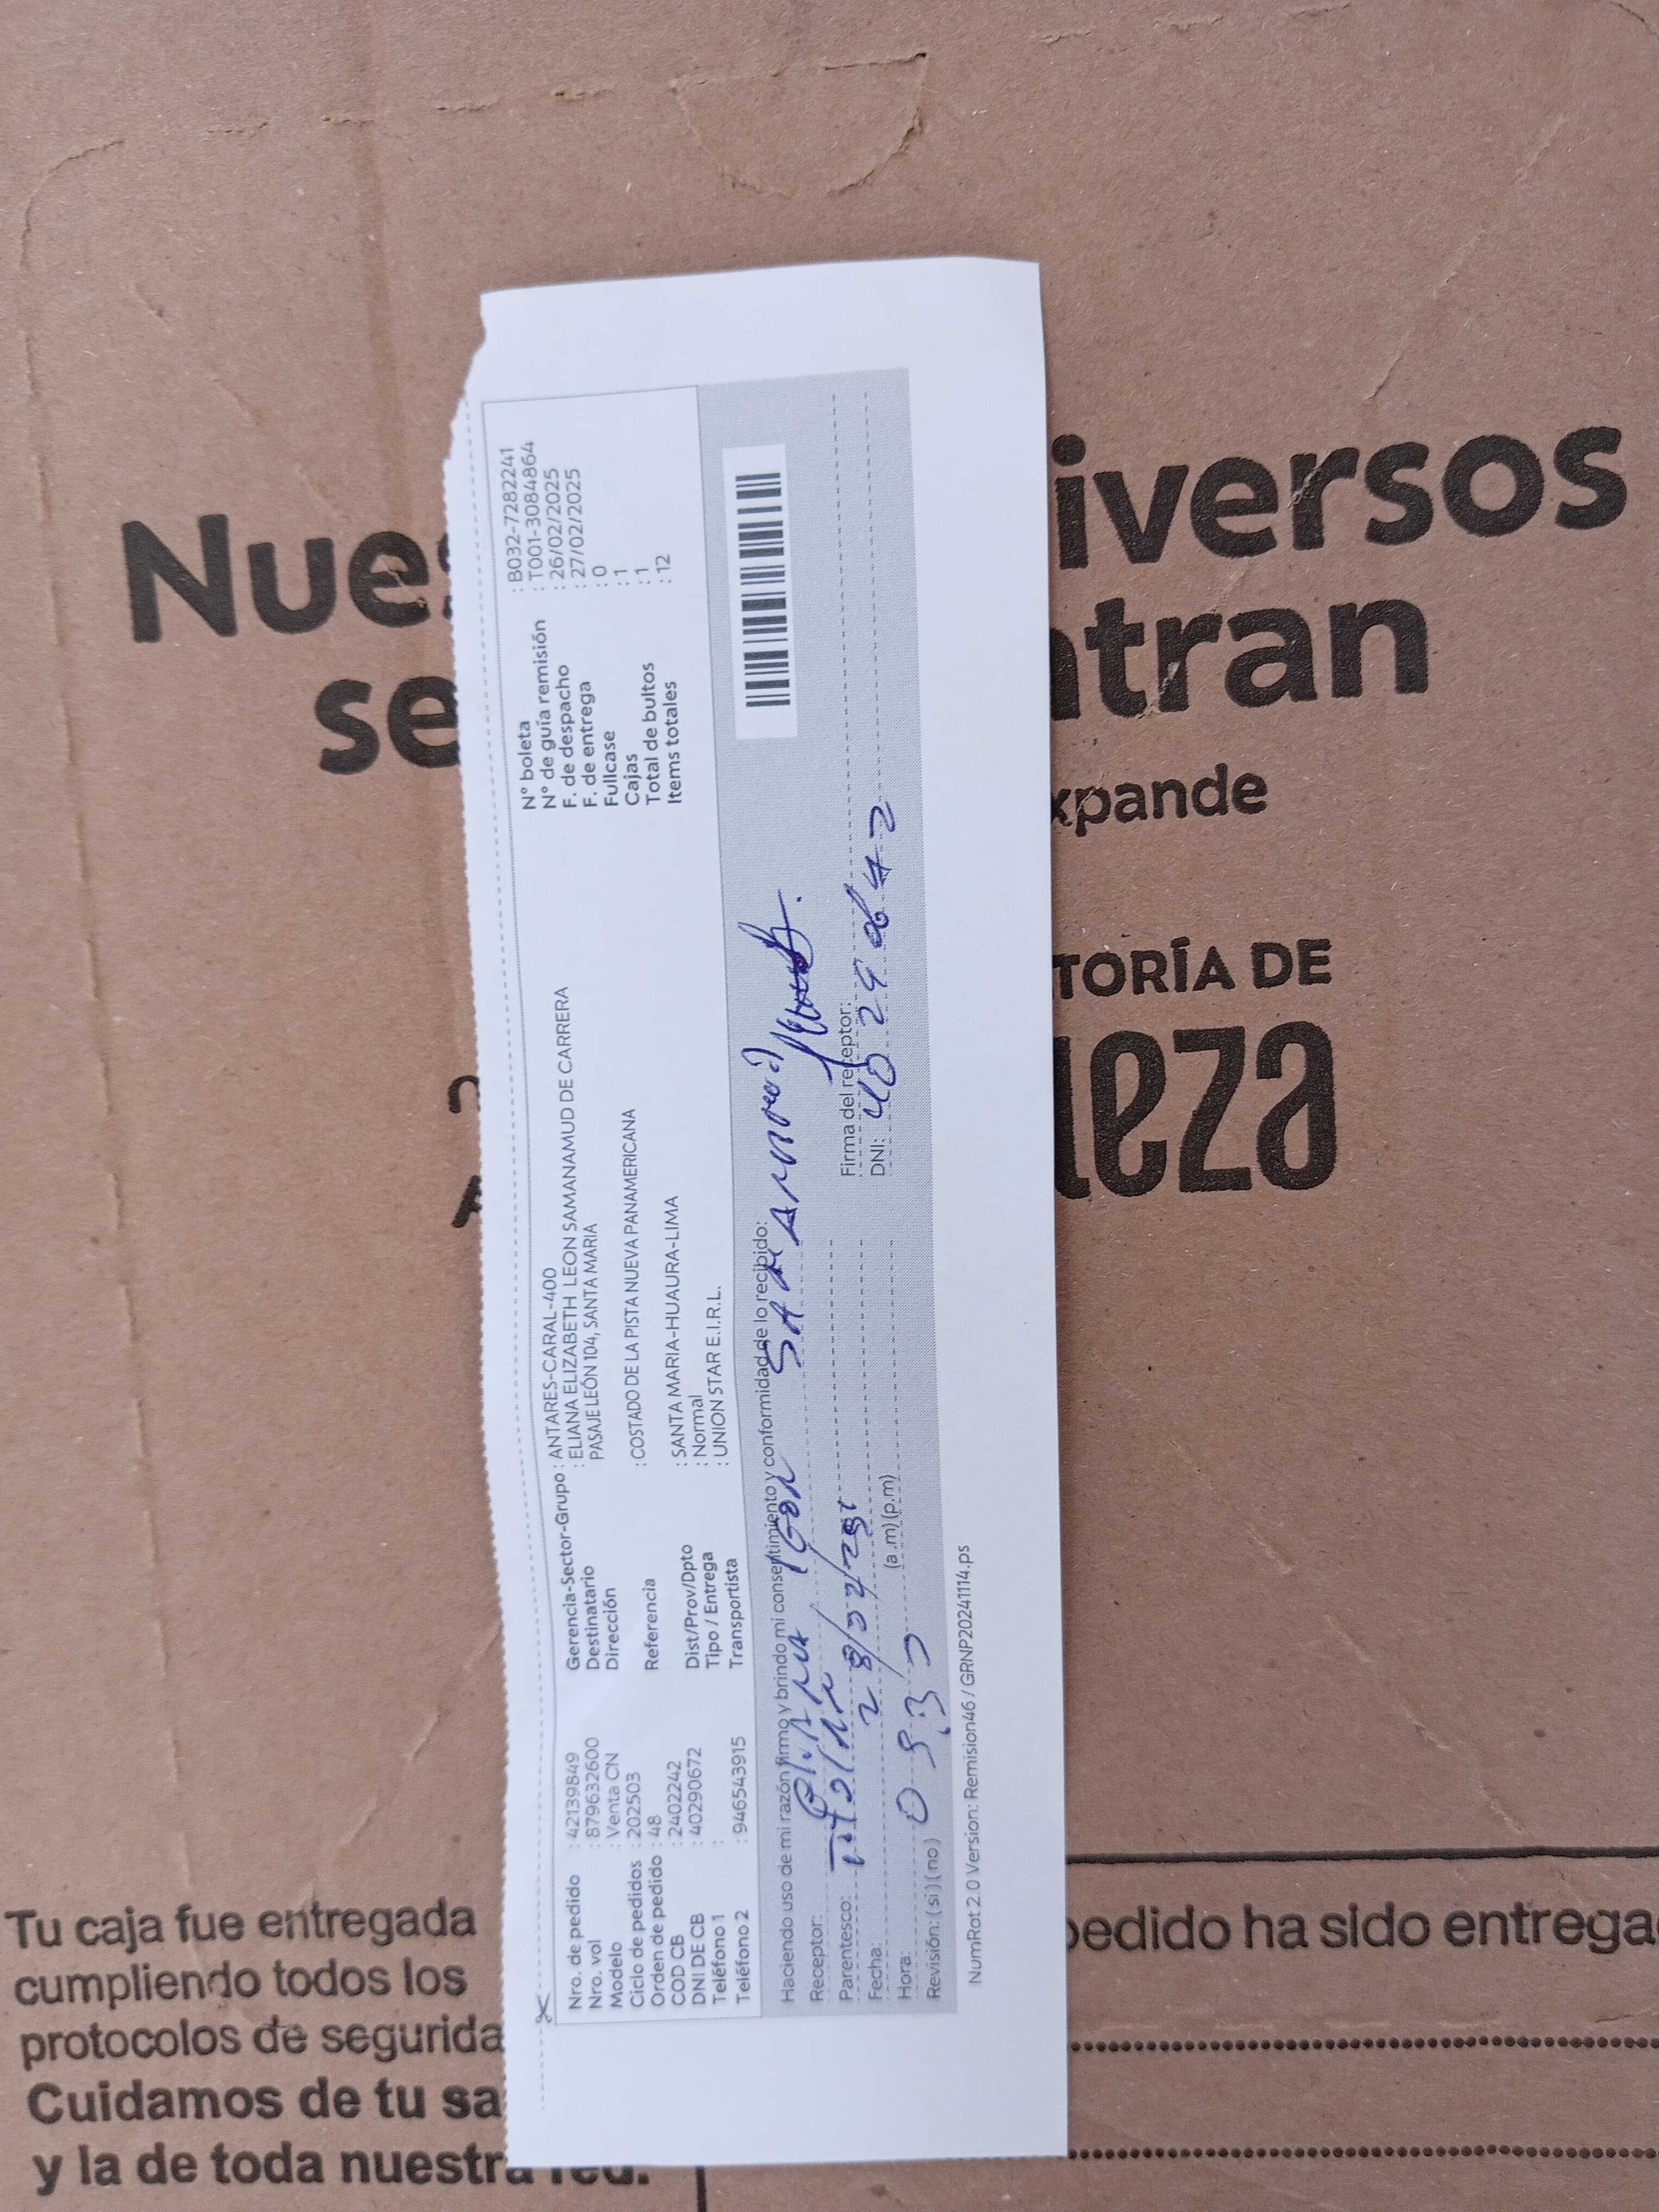 Nro. de pedido : 42139849
Nro. vol : 879632600
Modelo : Venta CN
Ciclo de pedidos : 202503
Orden de pedido : 48
COD CB : 2402242
DNI DE CB : 40290672
Teléfono 1 :
Teléfono 2 : 946543915
Gerencia-Sector-Grupo : ANTARES-CARAL-400
Destinatario : ELIANA ELIZABETH LEON SAMANAMUD DE CARRERA
Dirección PASAJE LEÓN 104, SANTA MARIA
Referencia : COSTADO DE LA PISTA NUEVA PANAMERICANA
Dist/Prov/Dpto : SANTA MARIA-HUAURA-LIMA
Tipo / Entrega : Normal
Transportista : UNION STAR E.I.R.L.
N° boleta : B032-7282241
N° de guía remisión : T001-3084864
F. de despacho : 26/02/2025
F. de entrega : 27/02/2025
Fullcase : 0
Cajas : 1
Total de bultos : 1
Items totales : 12
Haciendo uso de mi razón firmo y brindo mi consentimiento y conformidad de lo recibido:
Receptor:
Parentesco:
Fecha: 28/02/
Hora: (a.m) (p.m)
Revisión: ( si ) ( no )
Firma del receptor:
DNI:
NumRot 2.0 Version: Remision46 / GRNP20241114.ps
iversos
se
xpande
TORÍA DE
leza
Tu caja fue entregada
cumpliendo todos los
protocolos de segurida
Cuidamos de tu sa
y la de toda nuestra red.
pedido ha sido entrega